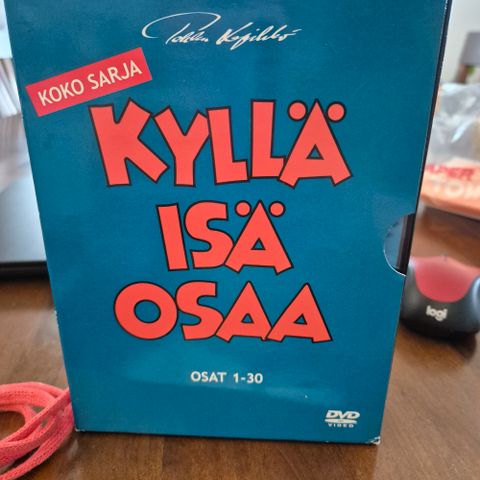 KOKO SARJA
KYLLÄ
ISÄ
OSAA
OSAT 1-30
DVD
VIDEO
logi